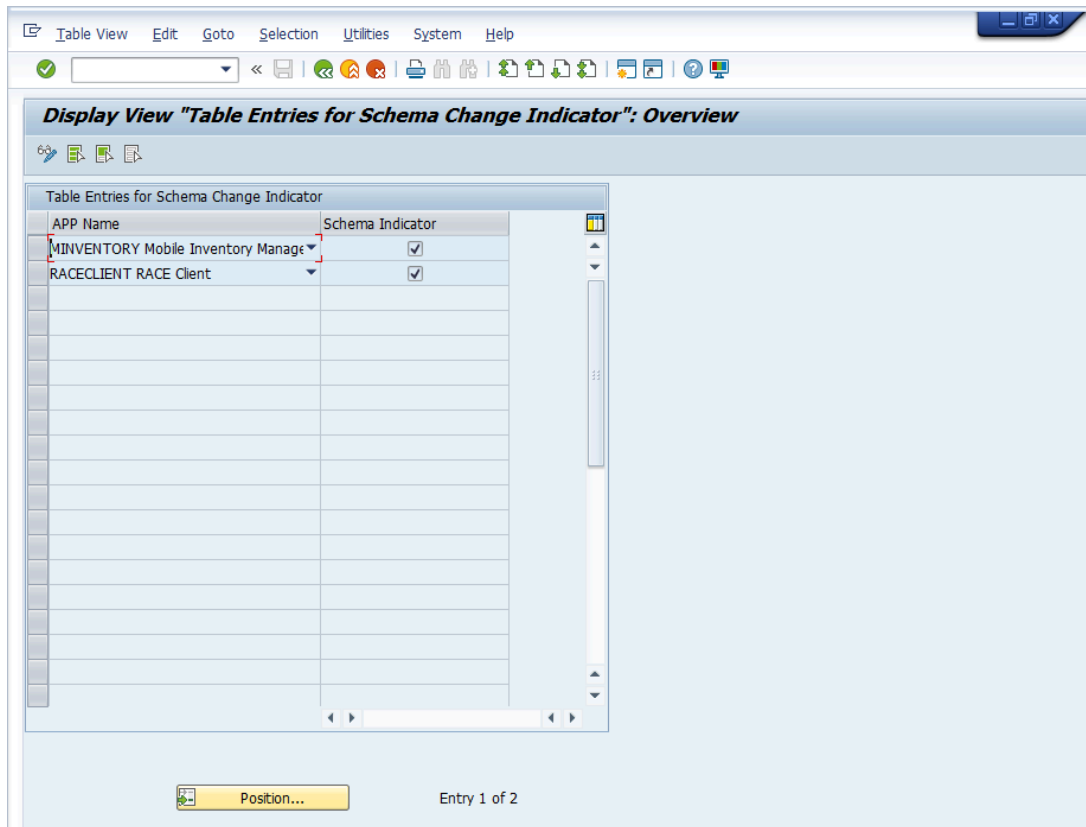 Table View Edit Goto Selection Utilities System Help
Display View "Table Entries for Schema Change Indicator": Overview
Table Entries for Schema Change Indicator
APP Name Schema Indicator
MINVENTORY Mobile Inventory Manage
RACECLIENT RACE Client
Position... Entry 1 of 2